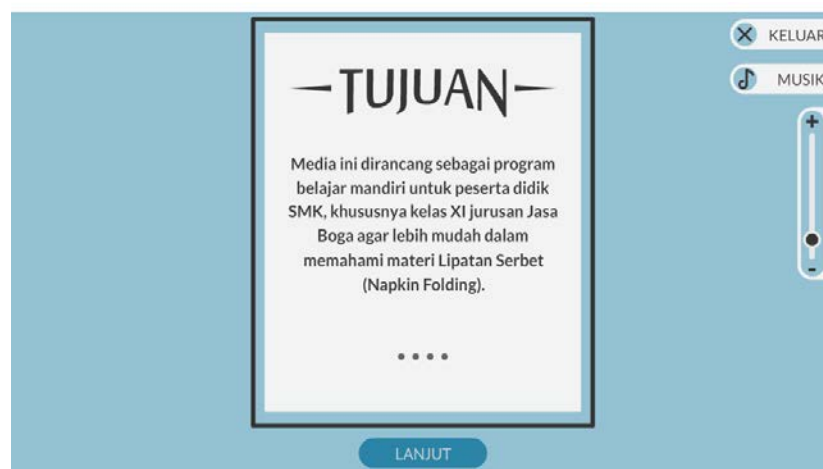 KELUAR
MUSIK
TUJUAN
Media ini dirancang sebagai program
belajar mandiri untuk peserta didik
SMK, khususnya kelas XI jurusan Jasa
Boga agar lebih mudah dalam
memahami materi Lipatan Serbet
(Napkin Folding).
LANJUT